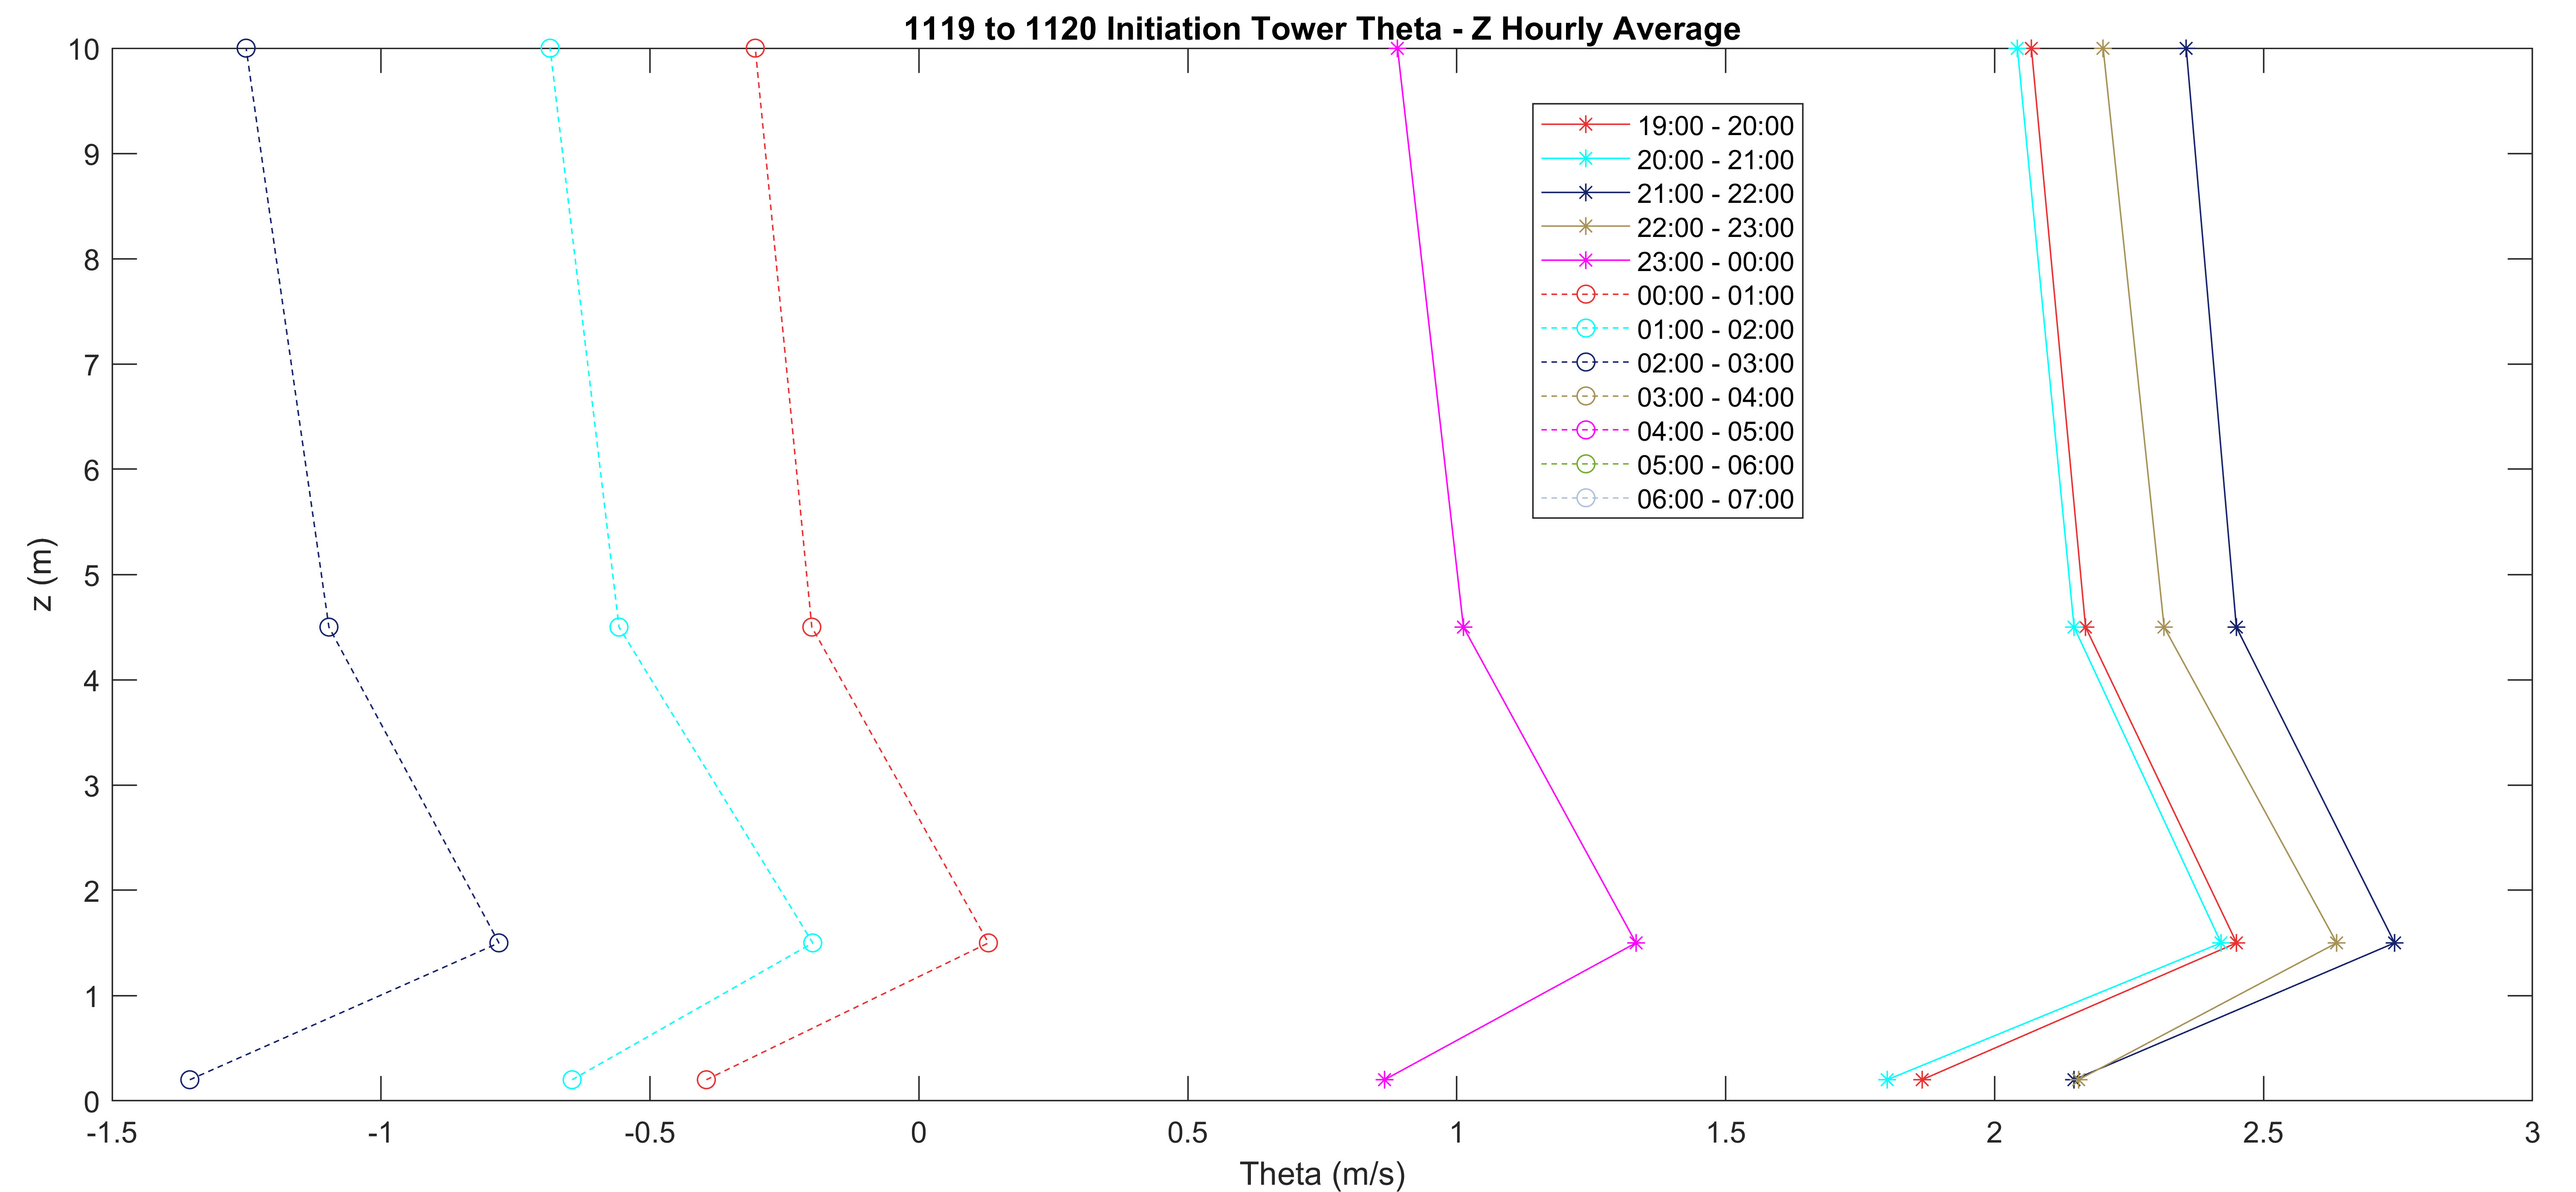 1119 to 1120 Initiation Tower Theta - Z Hourly Average
10
9
8
7
6
5
4
3
2
1
0
z (m)
19:00 - 20:00
20:00 - 21:00
21:00 - 22:00
22:00 - 23:00
23:00 - 00:00
00:00 - 01:00
01:00 - 02:00
02:00 - 03:00
03:00 - 04:00
04:00 - 05:00
05:00 - 06:00
06:00 - 07:00
-1.5 -1 -0.5 0 0.5 1 1.5 2 2.5 3
Theta (m/s)